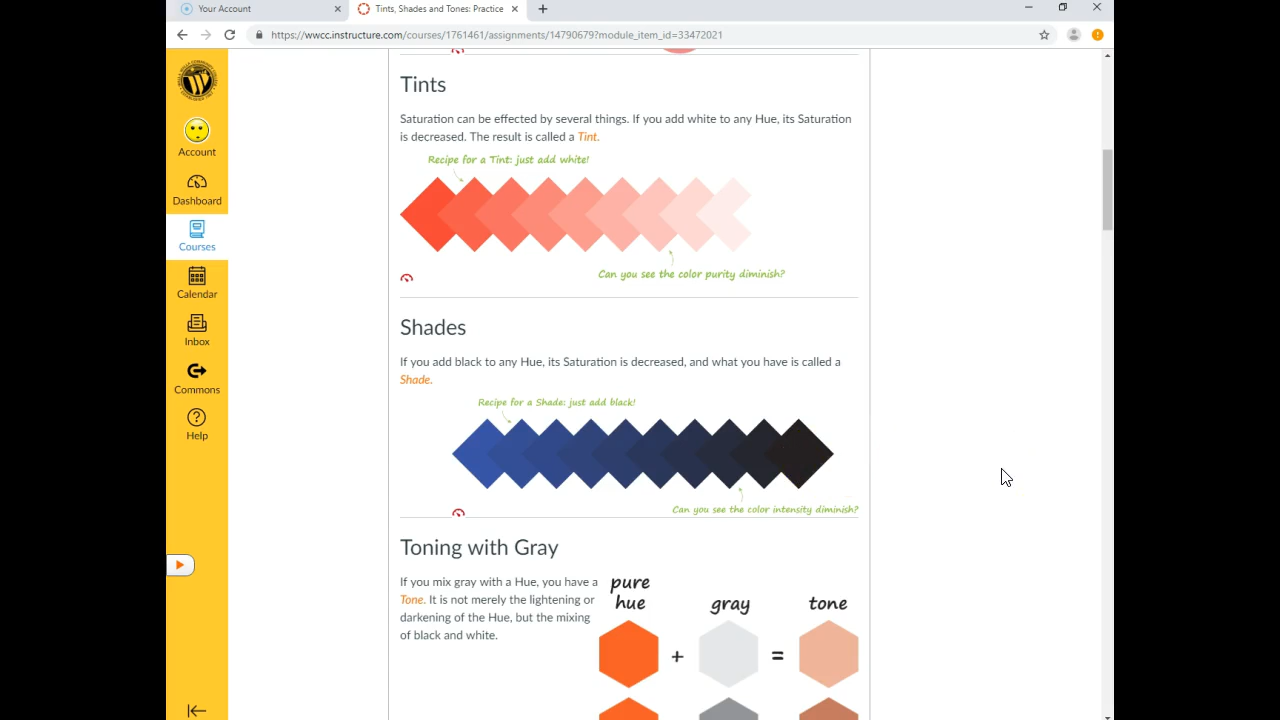 Your Account
Tints, Shades and Tones: Practice
https://wwcc.instructure.com/courses/1761461/assignments/14790679?module_item_id=33472021
Account
Dashboard
Courses
Calendar
Inbox
Commons
Help
Tints
Saturation can be effected by several things. If you add white to any Hue, its Saturation
is decreased. The result is called a Tint.
Recipe for a Tint: just add white!
Can you see the color purity diminish?
Shades
If you add black to any Hue, its Saturation is decreased, and what you have is called a
Shade.
Recipe for a Shade: just add black!
Can you see the color intensity diminish?
Toning with Gray
If you mix gray with a Hue, you have a
Tone. It is not merely the lightening or
darkening of the Hue, but the mixing
of black and white.
pure
hue
gray
tone
+
=